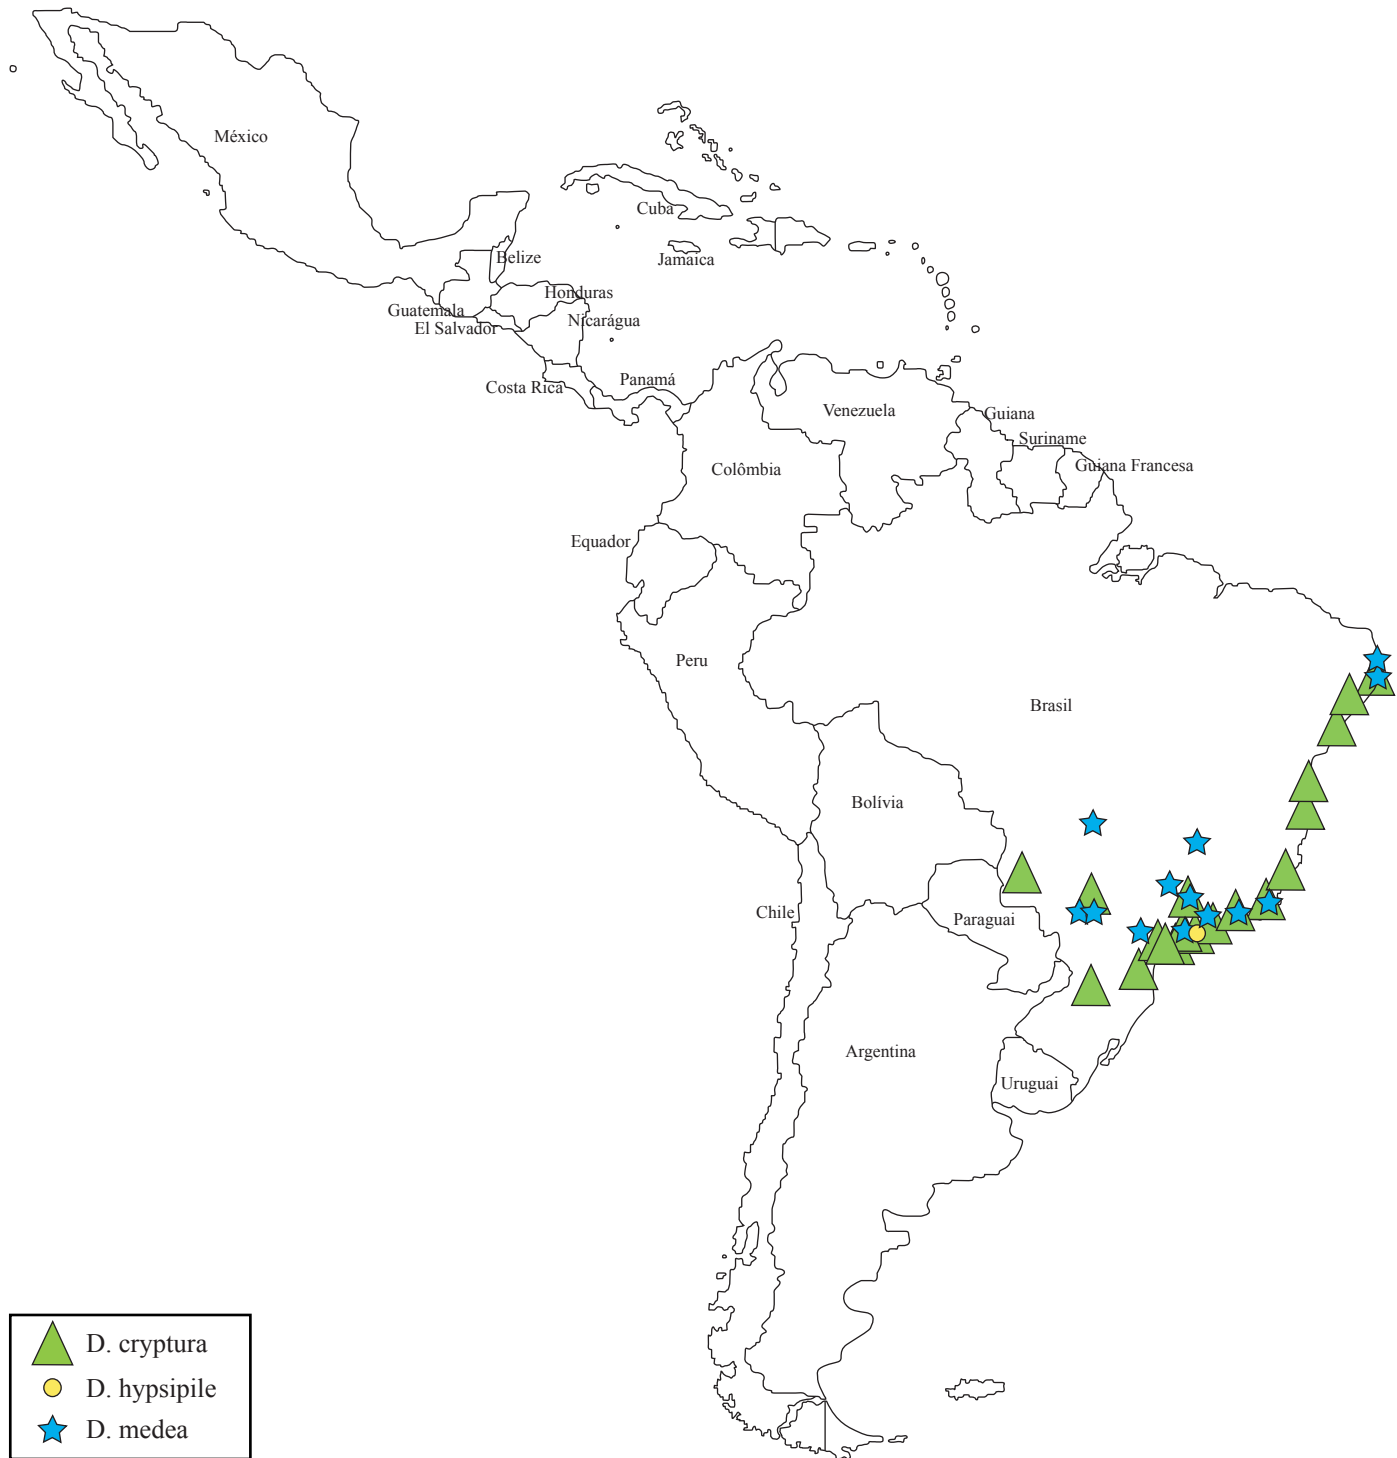 México
Cuba
Belize
Jamaica
Honduras
Guatemala
Nicarágua
El Salvador
Panamá
Costa Rica
Venezuela
Guiana
Suriname
Guiana Francesa
Colômbia
Equador
Peru
Brasil
Bolívia
Chile
Paraguai
Argentina
Uruguai
D. cryptura
D. hypsipile
D. medea